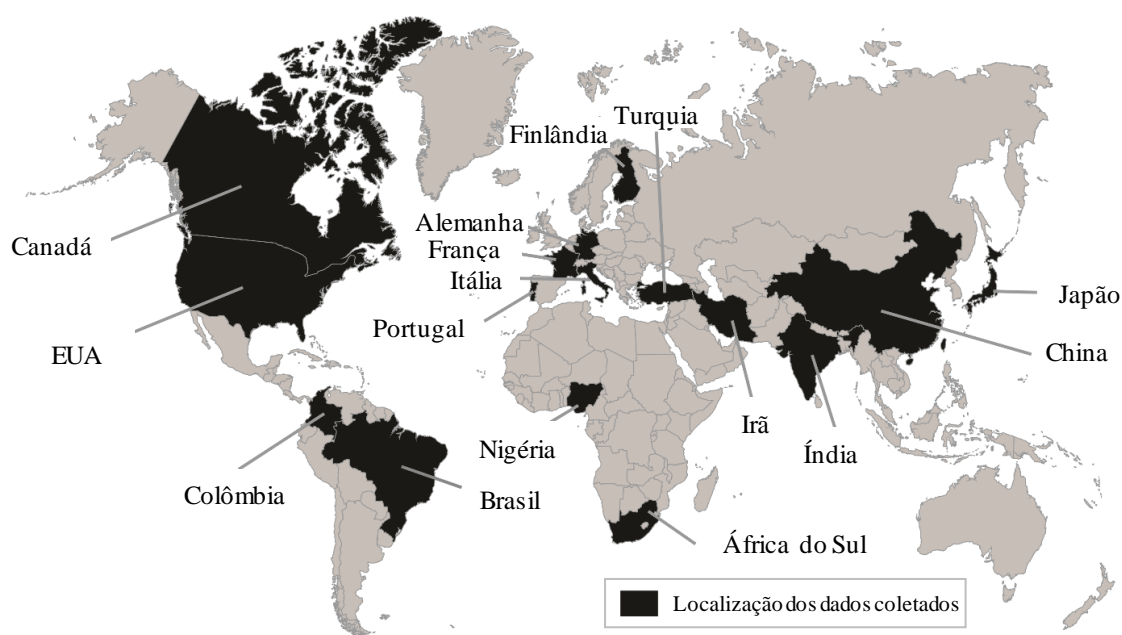 Turquia
Finlândia
Alemanha
França
Itália
Portugal
Canadá
EUA
Japão
China
Irã
Índia
Nigéria
Colômbia
Brasil
África do Sul
Localização dos dados coletados